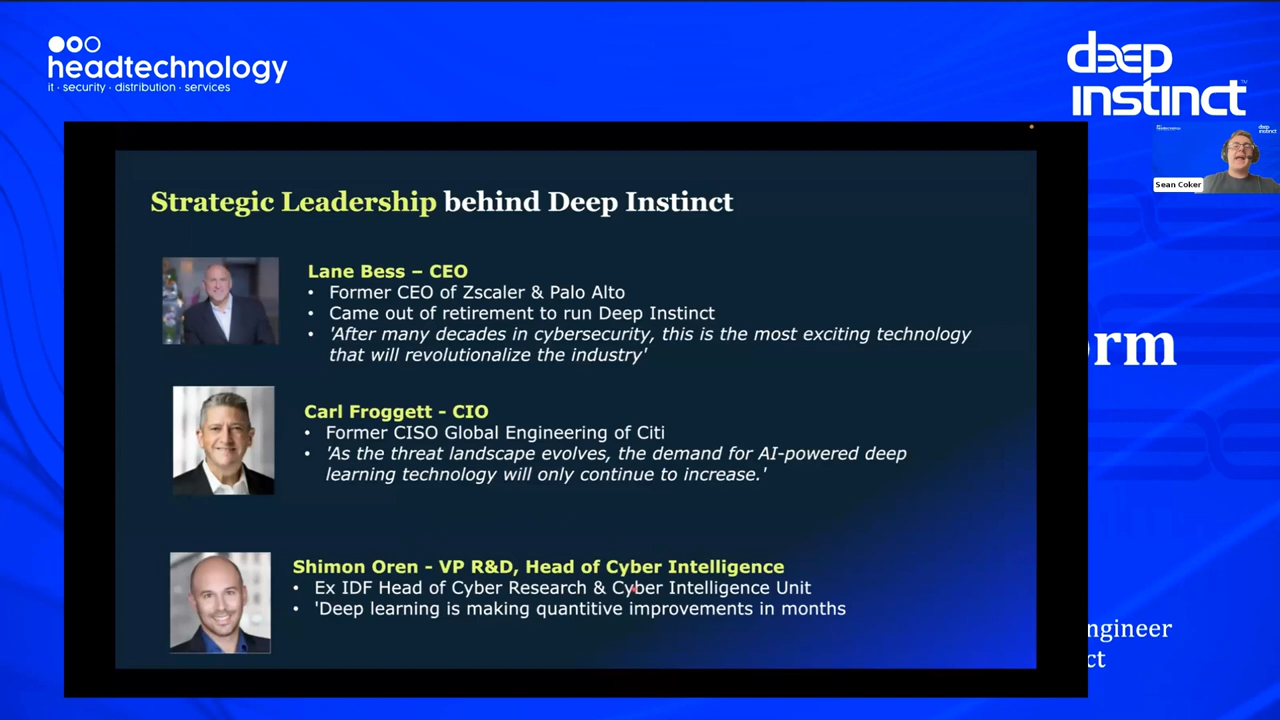 headtechnology
it · security · distribution · services
deep
instinct
Sean Coker
Strategic Leadership behind Deep Instinct
Lane Bess – CEO
• Former CEO of Zscaler & Palo Alto
• Came out of retirement to run Deep Instinct
• 'After many decades in cybersecurity, this is the most exciting technology
that will revolutionalize the industry'
Carl Froggett - CIO
• Former CISO Global Engineering of Citi
• 'As the threat landscape evolves, the demand for AI-powered deep
learning technology will only continue to increase.'
Shimon Oren - VP R&D, Head of Cyber Intelligence
• Ex IDF Head of Cyber Research & Cyber Intelligence Unit
• 'Deep learning is making quantitive improvements in months
orm
ngineer
ct